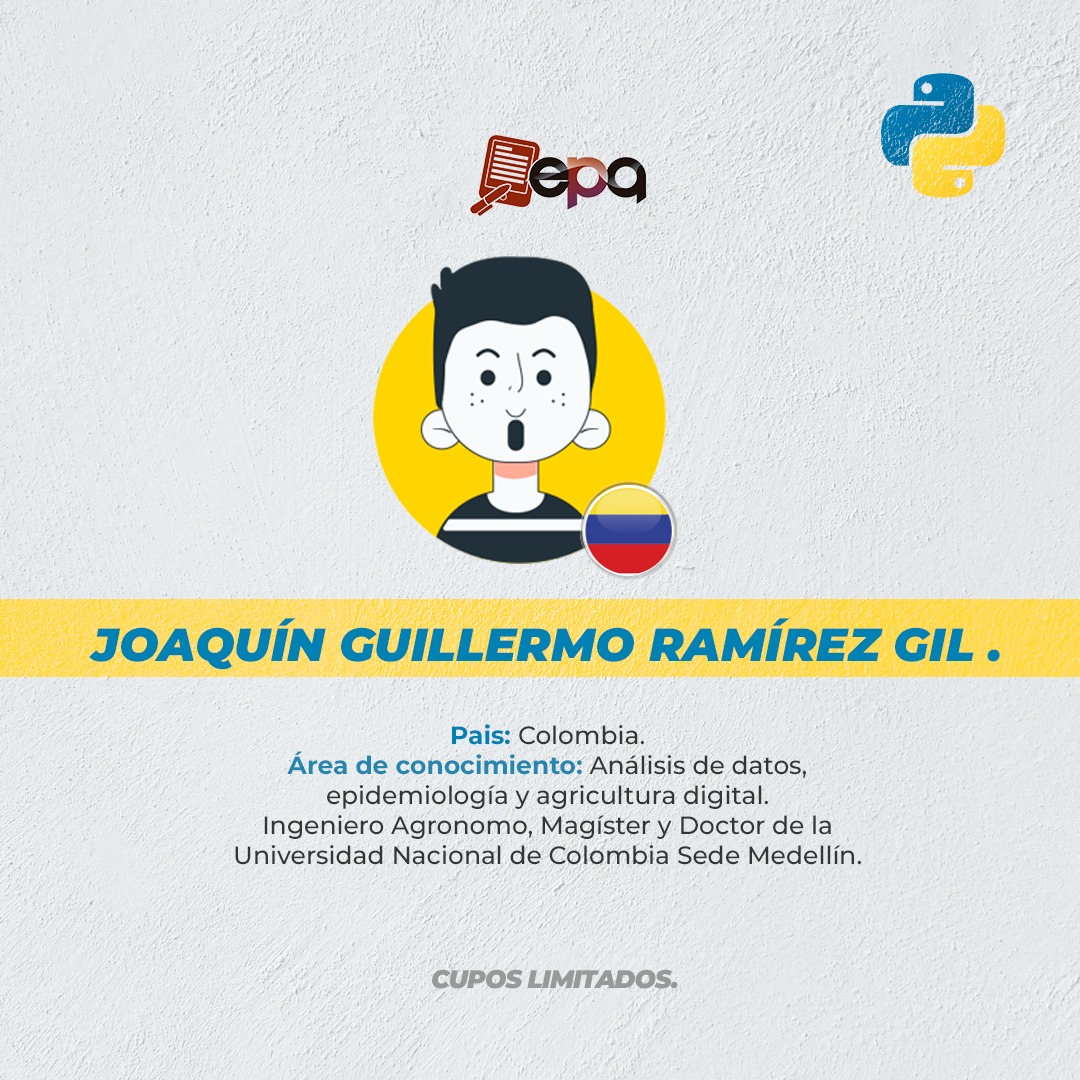 epq
JOAQUÍN GUILLERMO RAMÍREZ GIL .
Pais: Colombia.
Área de conocimiento: Análisis de datos,
epidemiología y agricultura digital.
Ingeniero Agronomo, Magíster y Doctor de la
Universidad Nacional de Colombia Sede Medellín.
CUPOS LIMITADOS.